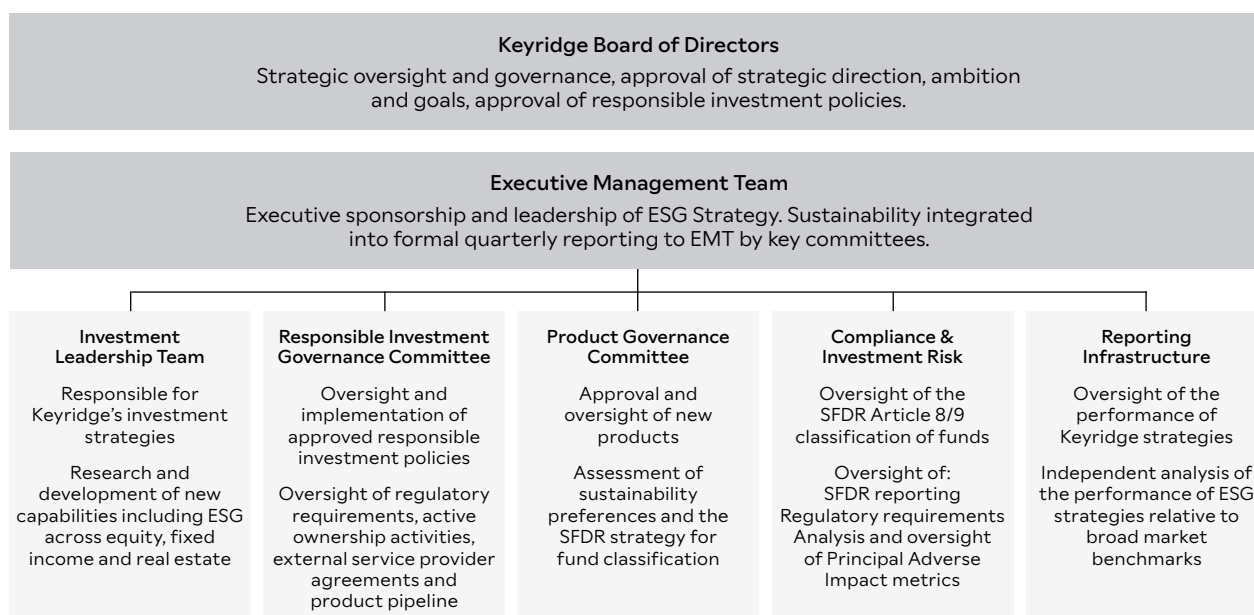 Keyridge Board of Directors
Strategic oversight and governance, approval of strategic direction, ambition
and goals, approval of responsible investment policies.
Executive Management Team
Executive sponsorship and leadership of ESG Strategy. Sustainability integrated
into formal quarterly reporting to EMT by key committees.
Investment
Leadership Team
Responsible for
Keyridge’s investment
strategies
Research and
development of new
capabilities including ESG
across equity, fixed
income and real estate
Responsible Investment
Governance Committee
Oversight and
implementation of
approved responsible
investment policies
Oversight of regulatory
requirements, active
ownership activities,
external service provider
agreements and
product pipeline
Product Governance
Committee
Approval and
oversight of new
products
Assessment of
sustainability
preferences and the
SFDR strategy for
fund classification
Compliance &
Investment Risk
Oversight of the
SFDR Article 8/9
classification of funds
Oversight of:
SFDR reporting
Regulatory requirements
Analysis and oversight
of Principal Adverse
Impact metrics
Reporting
Infrastructure
Oversight of the
performance of
Keyridge strategies
Independent analysis of
the performance of ESG
strategies relative to
broad market
benchmarks